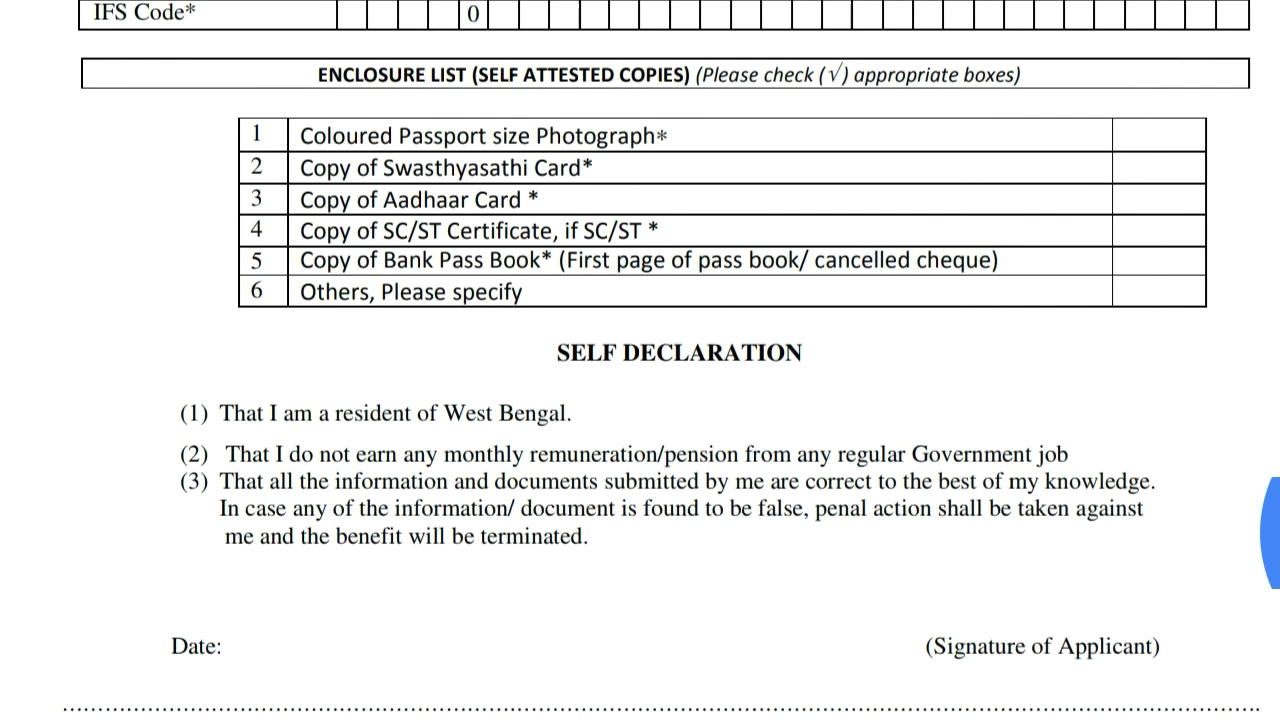 IFS Code*
0
ENCLOSURE LIST (SELF ATTESTED COPIES) (Please check (√) appropriate boxes)
1 Coloured Passport size Photograph*
2 Copy of Swasthyasathi Card*
3 Copy of Aadhaar Card *
4 Copy of SC/ST Certificate, if SC/ST *
5 Copy of Bank Pass Book* (First page of pass book/ cancelled cheque)
6 Others, Please specify
SELF DECLARATION
(1) That I am a resident of West Bengal.
(2) That I do not earn any monthly remuneration/pension from any regular Government job
(3) That all the information and documents submitted by me are correct to the best of my knowledge.
In case any of the information/ document is found to be false, penal action shall be taken against
me and the benefit will be terminated.
Date: (Signature of Applicant)